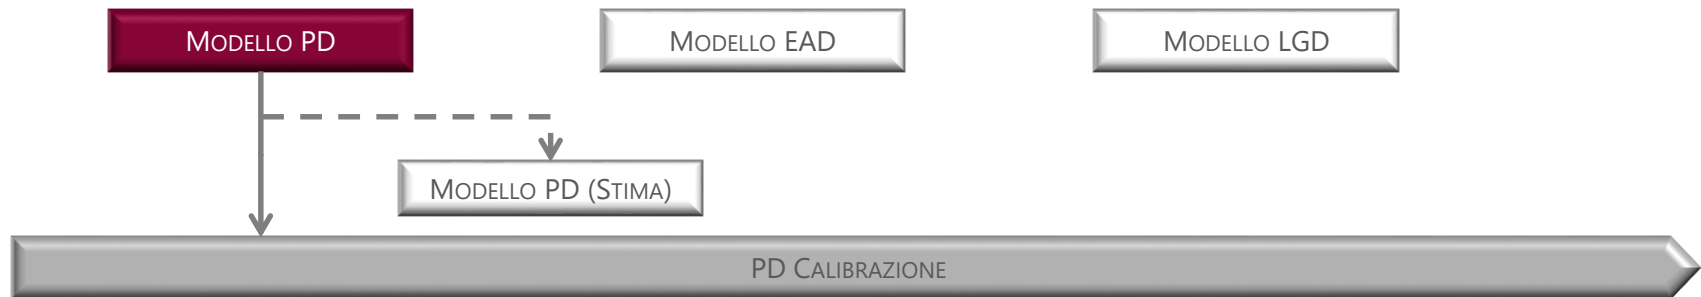 Modello PD
Modello EAD
Modello LGD
Modello PD (Stima)
PD Calibrazione